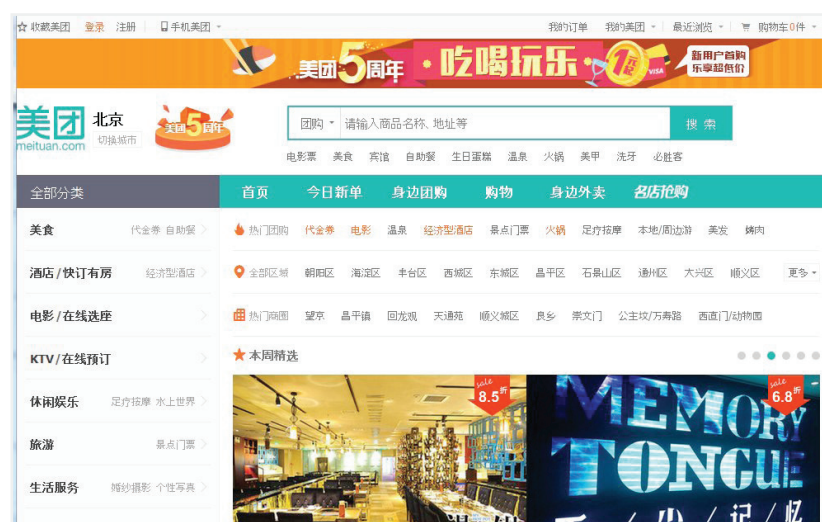 收藏美团 登录 注册 手机美团 我的订单 我的美团 最近浏览 购物车0件
美团5周年·吃喝玩乐 1元起 VISA 新用户首购
乐享超低价
美团 北京 美团5周年 团购 请输入商品名称、地址等 搜索
meituan.com 切换城市
电影票 美食 宾馆 自助餐 生日蛋糕 温泉 火锅 美甲 洗牙 必胜客
全部分类 首页 今日新单 身边团购 购物 身边外卖 名店抢购
美食 代金券 自助餐 热门团购 代金券 电影 温泉 经济型酒店 景点门票 火锅 足疗按摩 本地/周边游 美发 烤肉
酒店/快订有房 经济型酒店 全部区域 朝阳区 海淀区 丰台区 西城区 东城区 昌平区 石景山区 通州区 大兴区 顺义区 更多
电影/在线选座 热门商圈 望京 昌平镇 回龙观 天通苑 顺义城区 良乡 崇文门 公主坟/万寿路 西直门/动物园
KTV/在线预订 本周精选
休闲娱乐 足疗按摩 水上世界 sale 8.5折 sale 6.8折
旅游 景点门票 MEMORY
生活服务 婚纱摄影 个性写真 TONGUE
/小/记/忆